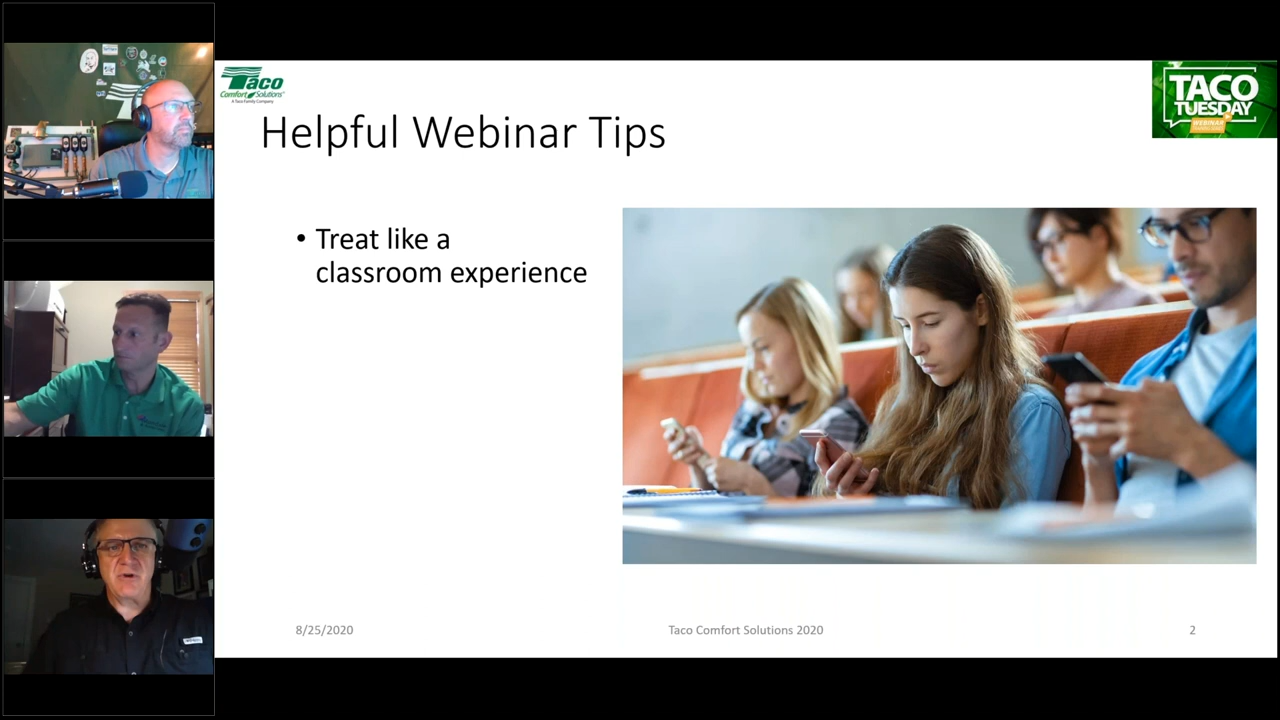 Taco
Comfort Solutions
A Taco Family Company
TACO
TUESDAY
WEBINAR
Helpful Webinar Tips
• Treat like a
classroom experience
8/25/2020
Taco Comfort Solutions 2020
2